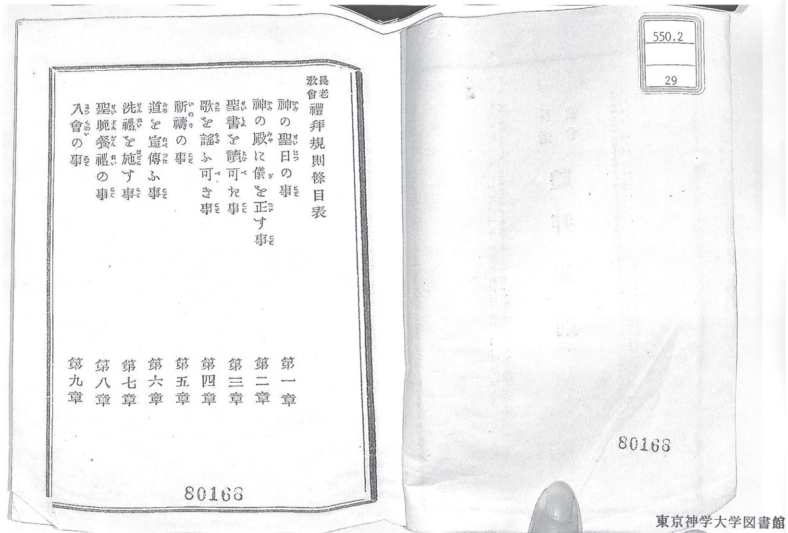 550.2
29
80168
長老教會禮拜規則條目表
神の聖日の事 第一章
神の殿に儀を正す事 第二章
聖書を讀可き事 第三章
歌を謡ふ可き事 第四章
祈禱の事 第五章
道を宣傳ふ事 第六章
洗禮を施す事 第七章
聖晩餐禮の事 第八章
入會の事 第九章
80168
東京神学大学図書館